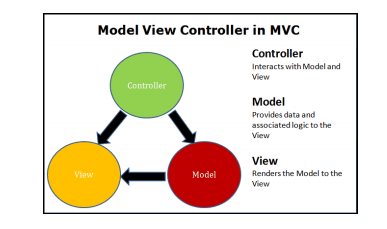 Model View Controller in MVC
Controller
View
Model
Controller
Interacts with Model and
View
Model
Provides data and
associated logic to the
View
View
Renders the Model to the
View